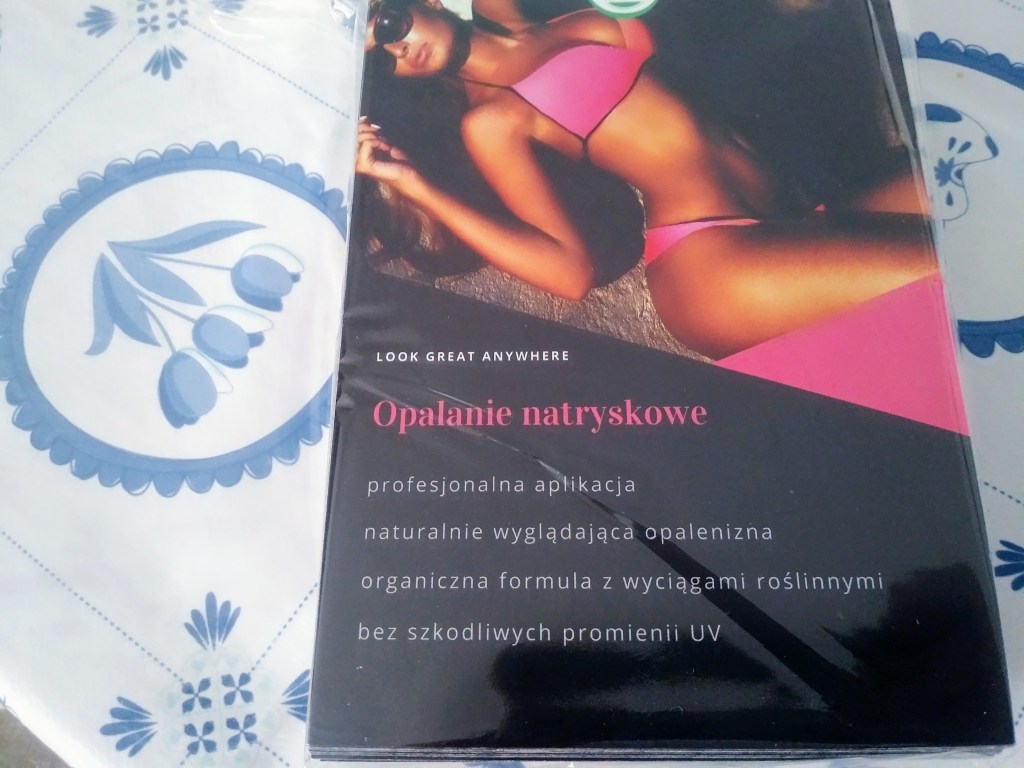 LOOK GREAT ANYWHERE
Opalanie natryskowe
profesjonalna aplikacja
naturalnie wyglądająca opalenizna
organiczna formula z wyciągami roślinnymi
bez szkodliwych promienii UV